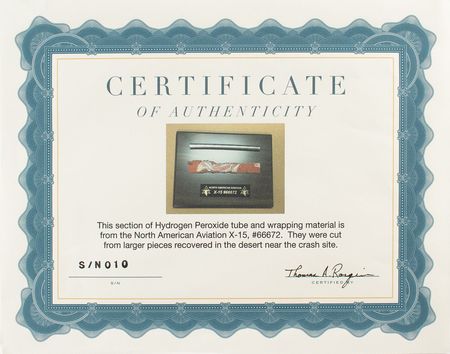 CERTIFICATE
OF AUTHENTICITY
NORTH AMERICAN AVIATION
X-15 #66672
This section of Hydrogen Peroxide tube and wrapping material is
from the North American Aviation X-15, #66672. They were cut
from larger pieces recovered in the desert near the crash site.
S/N010
Thomas A.
S/N
CERTIFIED BY